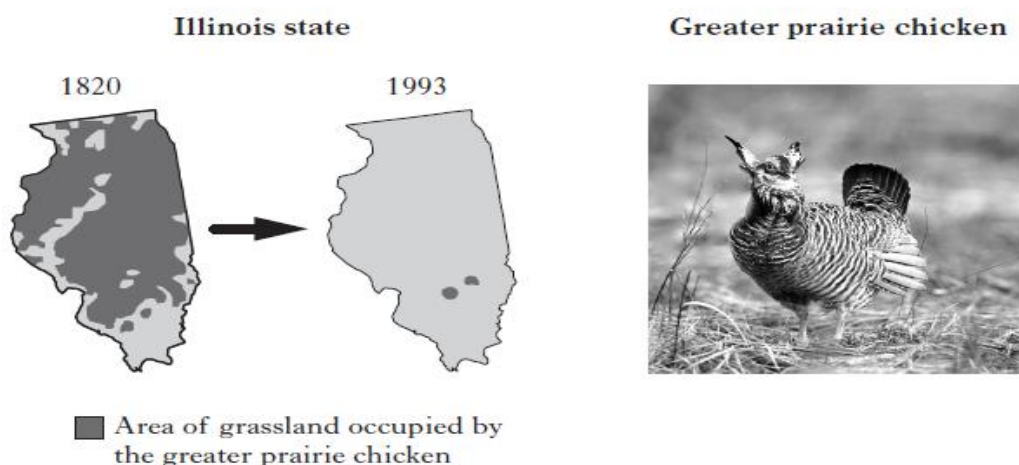 Illinois state
Greater prairie chicken
1820
1993
Area of grassland occupied by
the greater prairie chicken